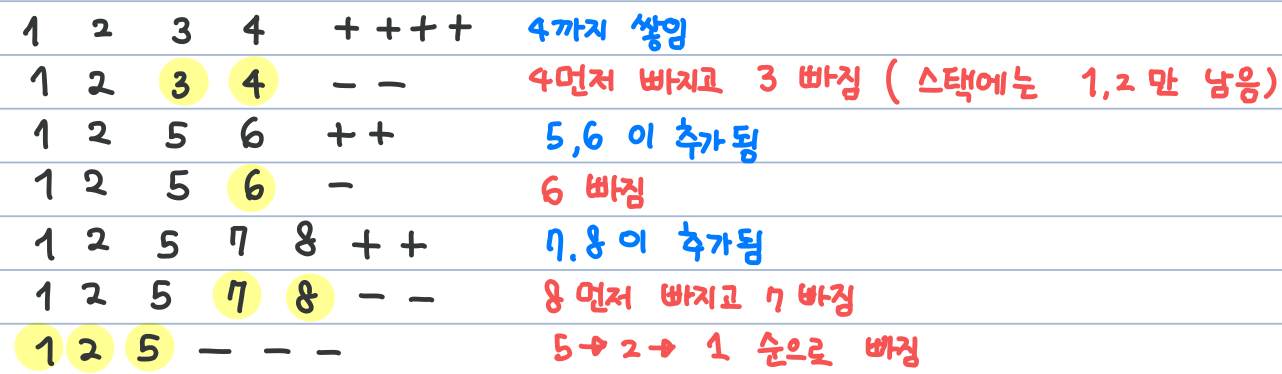 1 2 3 4 ++++ 4까지 쌓임
1 2 3 4 -- 4먼저 빠지고 3 빠짐 ( 스택에는 1,2 만 남음)
1 2 5 6 ++ 5,6 이 추가됨
1 2 5 6 - 6 빠짐
1 2 5 7 8 ++ 7.8이 추가됨
1 2 5 7 8 -- 8먼저 빠지고 7 빠짐
1 2 5 --- 5→2→ 1 순으로 빠짐